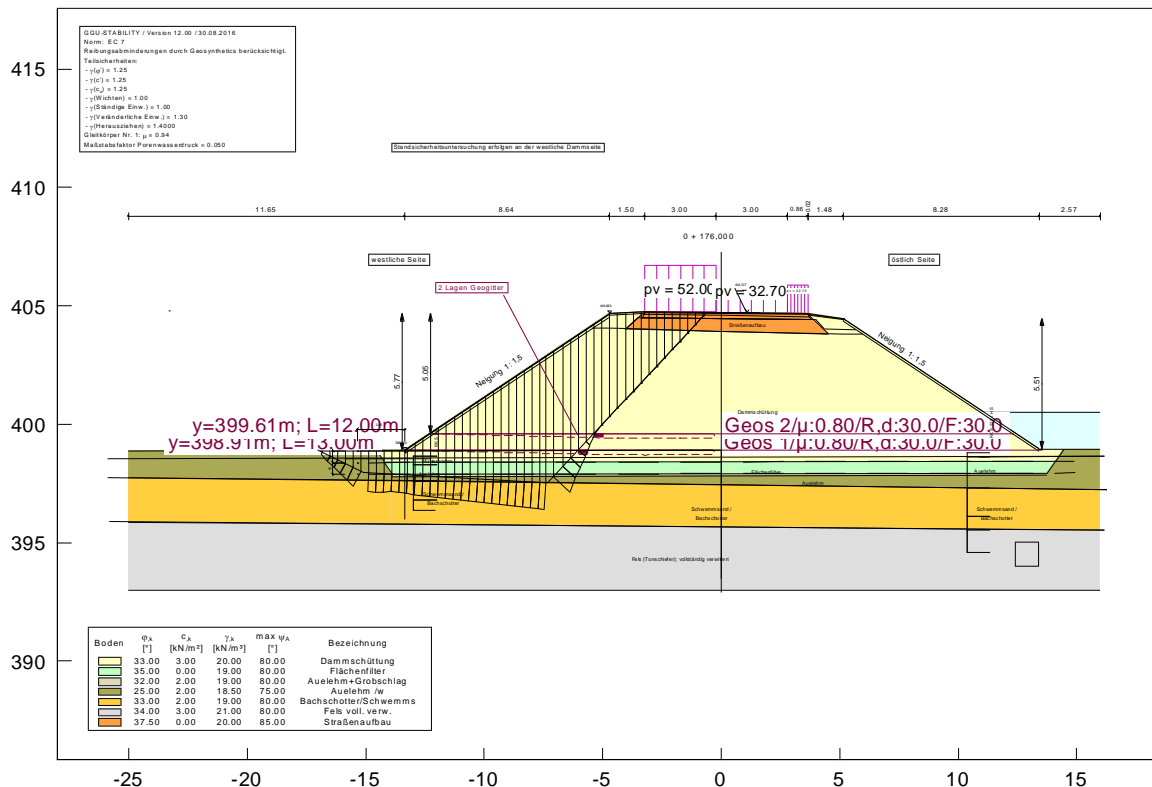 GGU-STABILITY / Version 12.00 / 30.08.2016
Norm: EC 7
Reibungsabminderungen durch Geosynthetics berücksichtigt.
Teilsicherheiten:
- γ(φ') = 1.25
- γ(c') = 1.25
- γ(cu) = 1.25
- γ(Wichten) = 1.00
- γ(Ständige Einw.) = 1.00
- γ(Veränderliche Einw.) = 1.30
- γ(Herausziehen) = 1.4000
Gleitkörper Nr. 1: μ = 0.94
Maßstabsfaktor Porenwasserdruck = 0.050
Standsicherheitsuntersuchung erfolgen an der westliche Dammseite
415
410
405
400
395
390
11.65 8.64 1.50 3.00 3.00 0.86 0.02 1.48 8.28 2.57
0 + 176,000
westliche Seite
östlich Seite
2 Lagen Geogitter
pv = 52.00
pv = 32.70
pv = 32.70
Straßenaufbau
Neigung 1: 1,5
Neigung 1: 1,5
5.77
5.05
5.51
Dammschüttung
y=399.61m; L=12.00m
Geos 2/μ:0.80/R,d:30.0/F:30.0
y=398.91m; L=13.00m
Geos 1/μ:0.80/R,d:30.0/F:30.0
Flächenfilter
Auelehm
Auelehm
Auelehm
Schwemmsand/
Bachschotter
Schwemmsand /
Bachschotter
Schwemmsand/
Bachschotter
Fels (Tonschiefer); vollständig verwittert
Boden φ,k [°] c,k [kN/m²] γ,k [kN/m³] max ψA [°] Bezeichnung
33.00 3.00 20.00 80.00 Dammschüttung
35.00 0.00 19.00 80.00 Flächenfilter
32.00 2.00 19.00 80.00 Auelehm+Grobschlag
25.00 2.00 18.50 75.00 Auelehm /w
33.00 2.00 19.00 80.00 Bachschotter/Schwemms
34.00 3.00 21.00 80.00 Fels voll. verw.
37.50 0.00 20.00 85.00 Straßenaufbau
-25 -20 -15 -10 -5 0 5 10 15